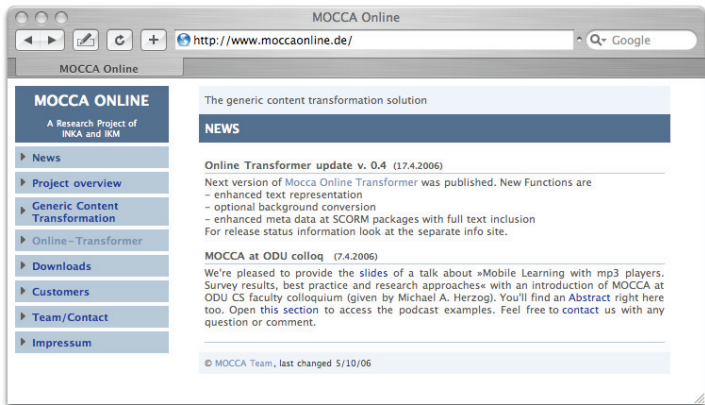 MOCCA Online
http://www.moccaonline.de/
Google
MOCCA Online
MOCCA ONLINE
A Research Project of
INKA and IKM
News
Project overview
Generic Content
Transformation
Online-Transformer
Downloads
Customers
Team/Contact
Impressum
The generic content transformation solution
NEWS
Online Transformer update v. 0.4 (17.4.2006)
Next version of Mocca Online Transformer was published. New Functions are
– enhanced text representation
– optional background conversion
– enhanced meta data at SCORM packages with full text inclusion
For release status information look at the separate info site.
MOCCA at ODU colloq (7.4.2006)
We're pleased to provide the slides of a talk about »Mobile Learning with mp3 players.
Survey results, best practice and research approaches« with an introduction of MOCCA at
ODU CS faculty colloquium (given by Michael A. Herzog). You'll find an Abstract right here
too. Open this section to access the podcast examples. Feel free to contact us with any
question or comment.
© MOCCA Team, last changed 5/10/06